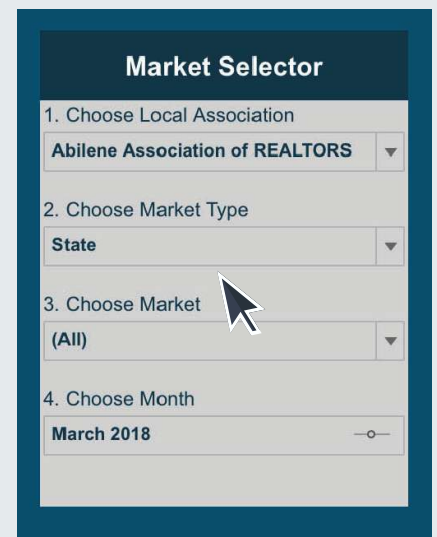 Market Selector
1. Choose Local Association
Abilene Association of REALTORS
2. Choose Market Type
State
3. Choose Market
(All)
4. Choose Month
March 2018